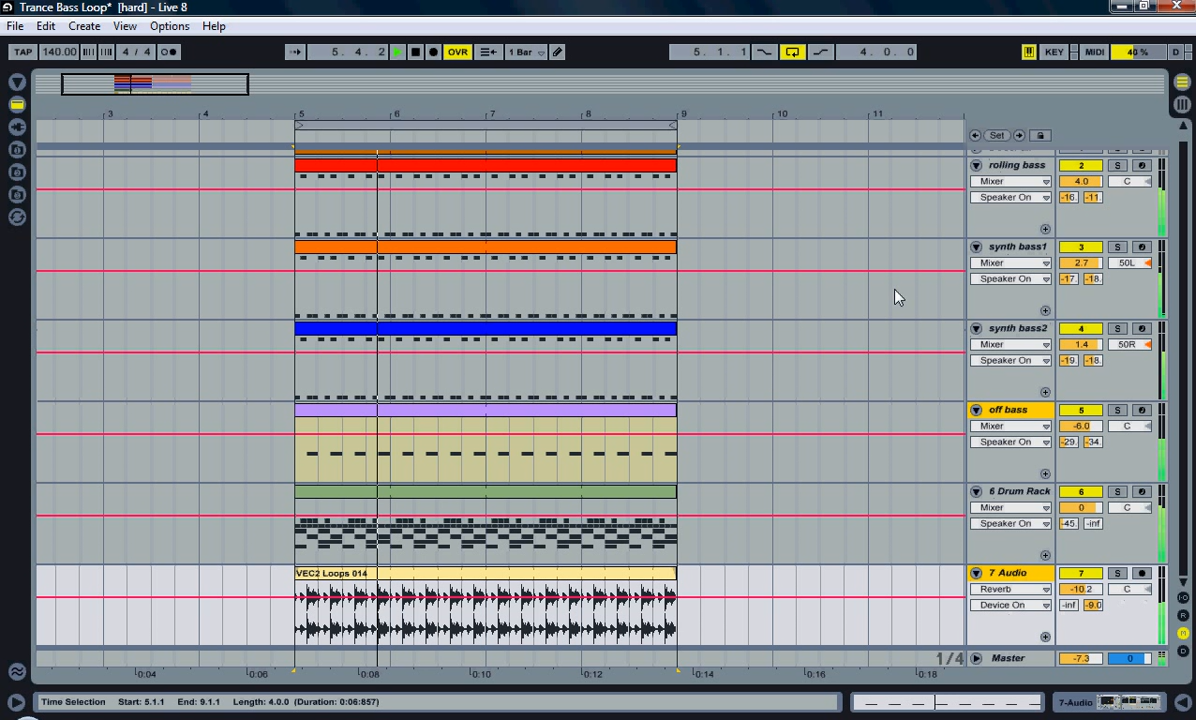 Trance Bass Loop* [hard] - Live 8
File Edit Create View Options Help
TAP 140.00 4 / 4 5. 4. 2 OVR 1 Bar 5. 1. 1 4. 0. 0 KEY MIDI 40 % D
3 4 5 6 7 8 9 10 11
Set
rolling bass 2 S
Mixer 4.0 C
Speaker On -16. -11.
synth bass1 3 S
Mixer 2.7 50L
Speaker On -17. -18.
synth bass2 4 S
Mixer 1.4 50R
Speaker On -19. -18.
off bass 5 S
Mixer -6.0 C
Speaker On -29. -34.
6 Drum Rack 6 S
Mixer 0 C
Speaker On -45. -inf
VEC2 Loops 014 7 Audio 7 S
Reverb -10.2 C
Device On -inf -9.0
1/4 Master -7.3 0
0:04 0:06 0:08 0:10 0:12 0:14 0:16 0:18
Time Selection Start: 5.1.1 End: 9.1.1 Length: 4.0.0 (Duration: 0:06:857) 7-Audio